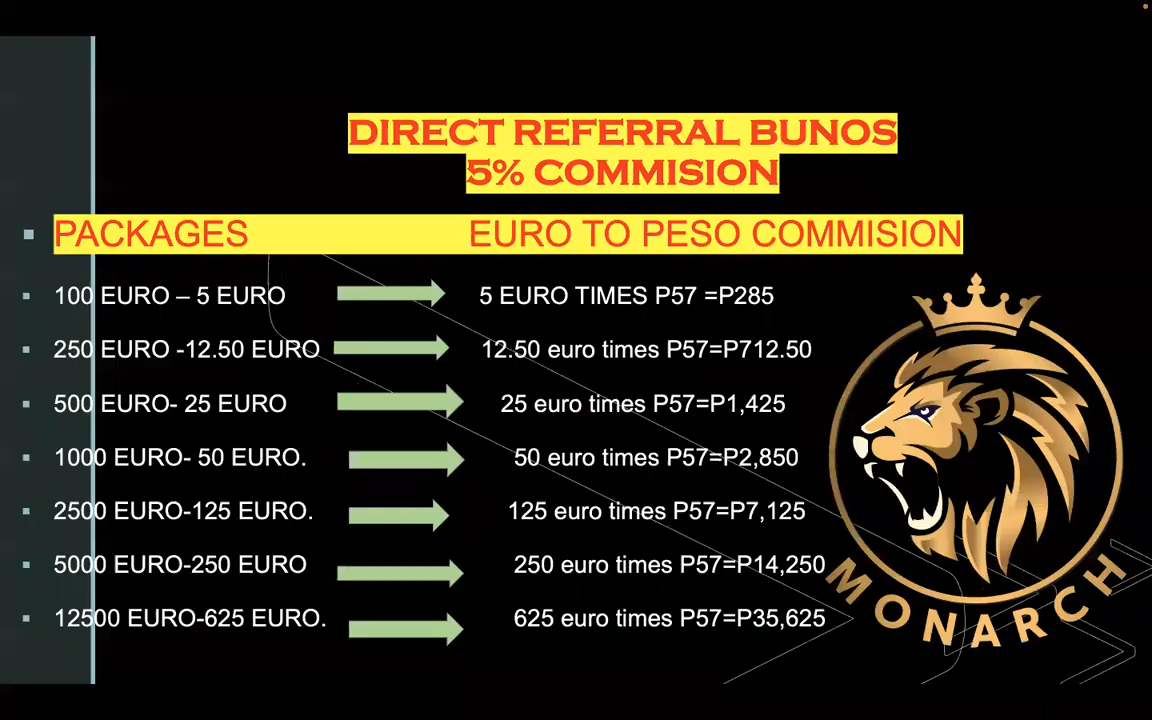 DIRECT REFERRAL BUNOS
5% COMMISION
PACKAGES EURO TO PESO COMMISION
100 EURO – 5 EURO 5 EURO TIMES P57 =P285
250 EURO -12.50 EURO 12.50 euro times P57=P712.50
500 EURO- 25 EURO 25 euro times P57=P1,425
1000 EURO- 50 EURO. 50 euro times P57=P2,850
2500 EURO-125 EURO. 125 euro times P57=P7,125
5000 EURO-250 EURO 250 euro times P57=P14,250
12500 EURO-625 EURO. 625 euro times P57=P35,625
MONARCH